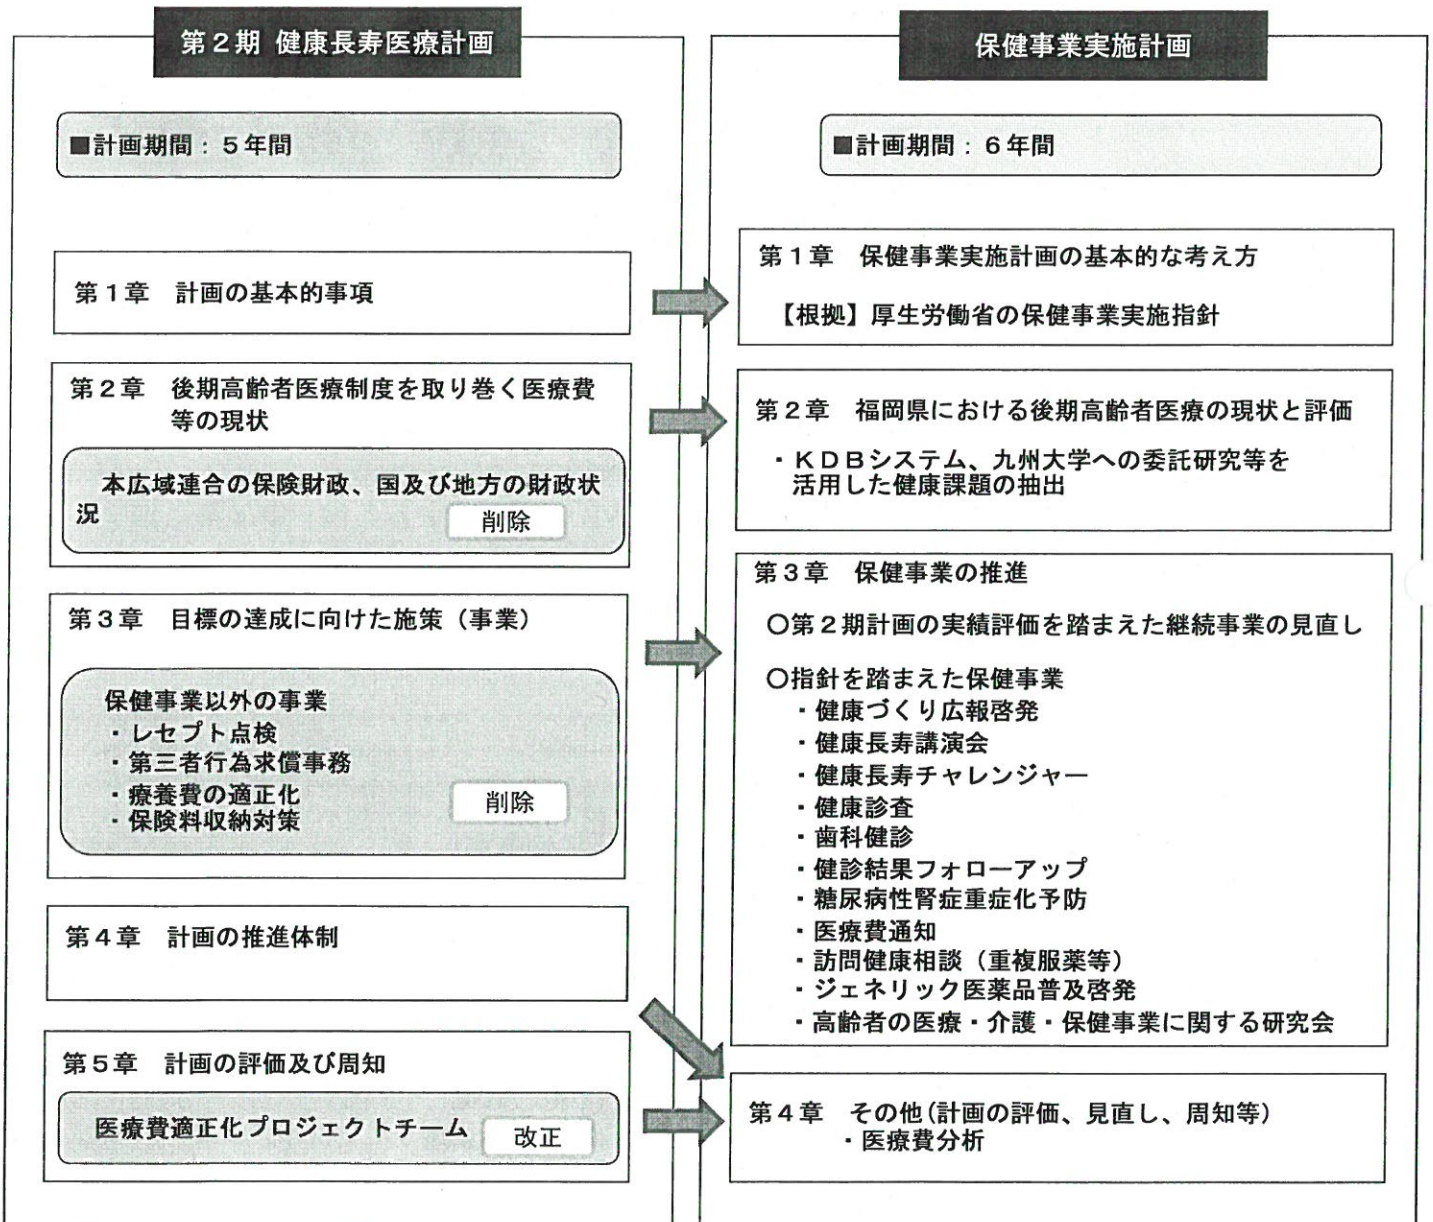 第２期 健康長寿医療計画
■計画期間：５年間
第１章　計画の基本的事項
第２章　後期高齢者医療制度を取り巻く医療費
等の現状
本広域連合の保険財政、国及び地方の財政状
況
削除
第３章　目標の達成に向けた施策（事業）
保健事業以外の事業
・レセプト点検
・第三者行為求償事務
・療養費の適正化
・保険料収納対策
削除
第４章　計画の推進体制
第５章　計画の評価及び周知
医療費適正化プロジェクトチーム
改正
保健事業実施計画
■計画期間：６年間
第１章　保健事業実施計画の基本的な考え方
【根拠】厚生労働省の保健事業実施指針
第２章　福岡県における後期高齢者医療の現状と評価
・ＫＤＢシステム、九州大学への委託研究等を
活用した健康課題の抽出
第３章　保健事業の推進
○第２期計画の実績評価を踏まえた継続事業の見直し
○指針を踏まえた保健事業
・健康づくり広報啓発
・健康長寿講演会
・健康長寿チャレンジャー
・健康診査
・歯科健診
・健診結果フォローアップ
・糖尿病性腎症重症化予防
・医療費通知
・訪問健康相談（重複服薬等）
・ジェネリック医薬品普及啓発
・高齢者の医療・介護・保健事業に関する研究会
第４章　その他（計画の評価、見直し、周知等）
・医療費分析